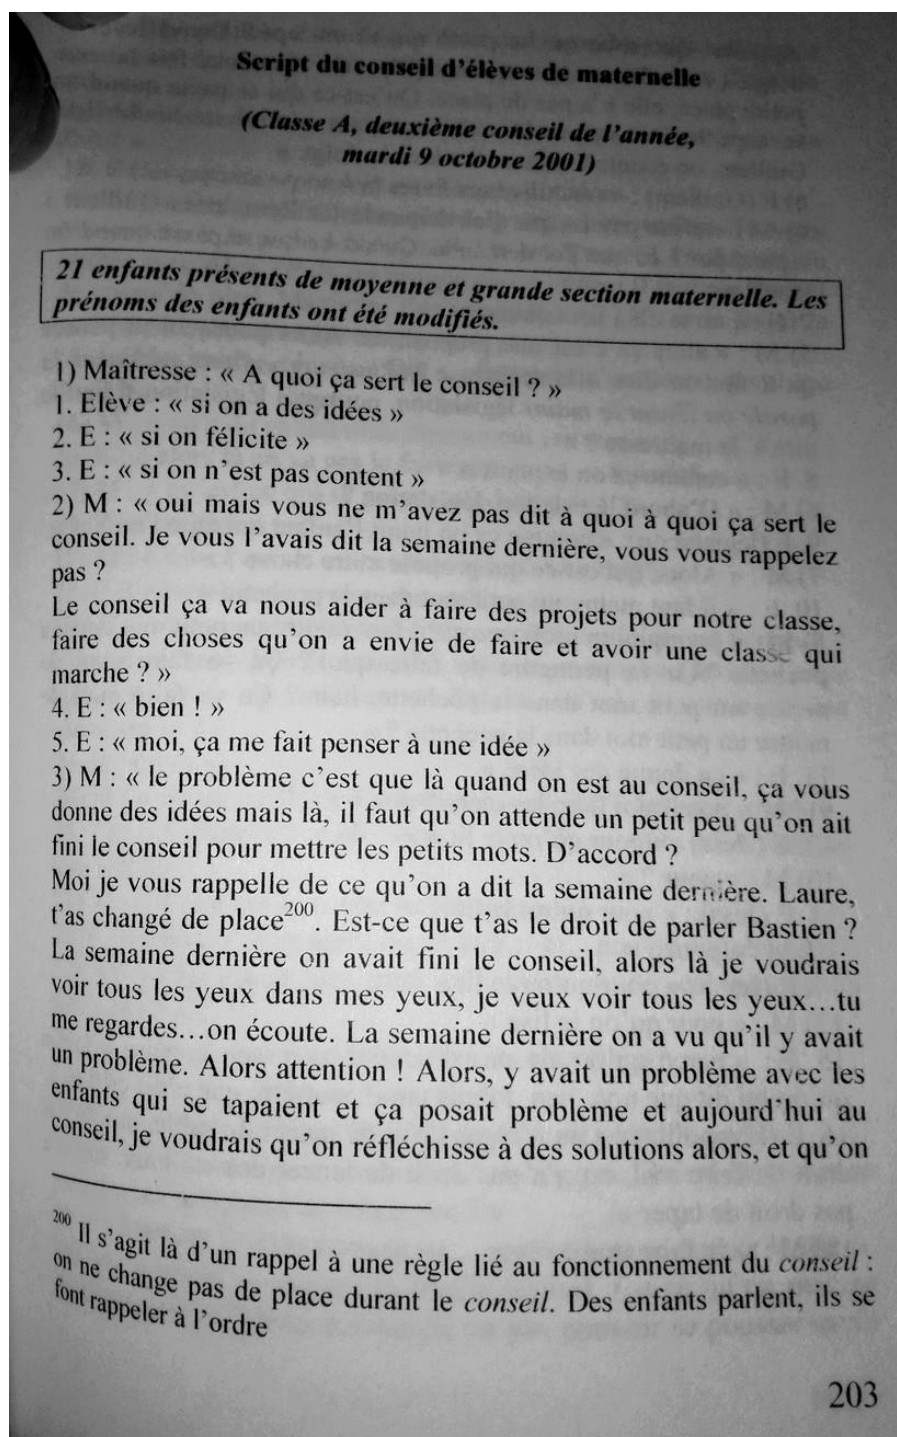 Script du conseil d'élèves de maternelle
(Classe A, deuxième conseil de l'année,
mardi 9 octobre 2001)
21 enfants présents de moyenne et grande section maternelle. Les
prénoms des enfants ont été modifiés.
1) Maîtresse : « A quoi ça sert le conseil ? »
1. Elève : « si on a des idées »
2. E : « si on félicite »
3. E : « si on n'est pas content »
2) M : « oui mais vous ne m'avez pas dit à quoi à quoi ça sert le
conseil. Je vous l'avais dit la semaine dernière, vous vous rappelez
pas ?
Le conseil ça va nous aider à faire des projets pour notre classe,
faire des choses qu'on a envie de faire et avoir une classe qui
marche ? »
4. E : « bien ! »
5. E : « moi, ça me fait penser à une idée »
3) M : « le problème c'est que là quand on est au conseil, ça vous
donne des idées mais là, il faut qu'on attende un petit peu qu'on ait
fini le conseil pour mettre les petits mots. D'accord ?
Moi je vous rappelle de ce qu'on a dit la semaine dernière. Laure,
t'as changé de place200. Est-ce que t'as le droit de parler Bastien ?
La semaine dernière on avait fini le conseil, alors là je voudrais
voir tous les yeux dans mes yeux, je veux voir tous les yeux...tu
me regardes...on écoute. La semaine dernière on a vu qu'il y avait
un problème. Alors attention ! Alors, y avait un problème avec les
enfants qui se tapaient et ça posait problème et aujourd'hui au
conseil, je voudrais qu'on réfléchisse à des solutions alors, et qu'on
200 Il s'agit là d'un rappel à une règle lié au fonctionnement du conseil :
on ne change pas de place durant le conseil. Des enfants parlent, ils se
font rappeler à l'ordre
203